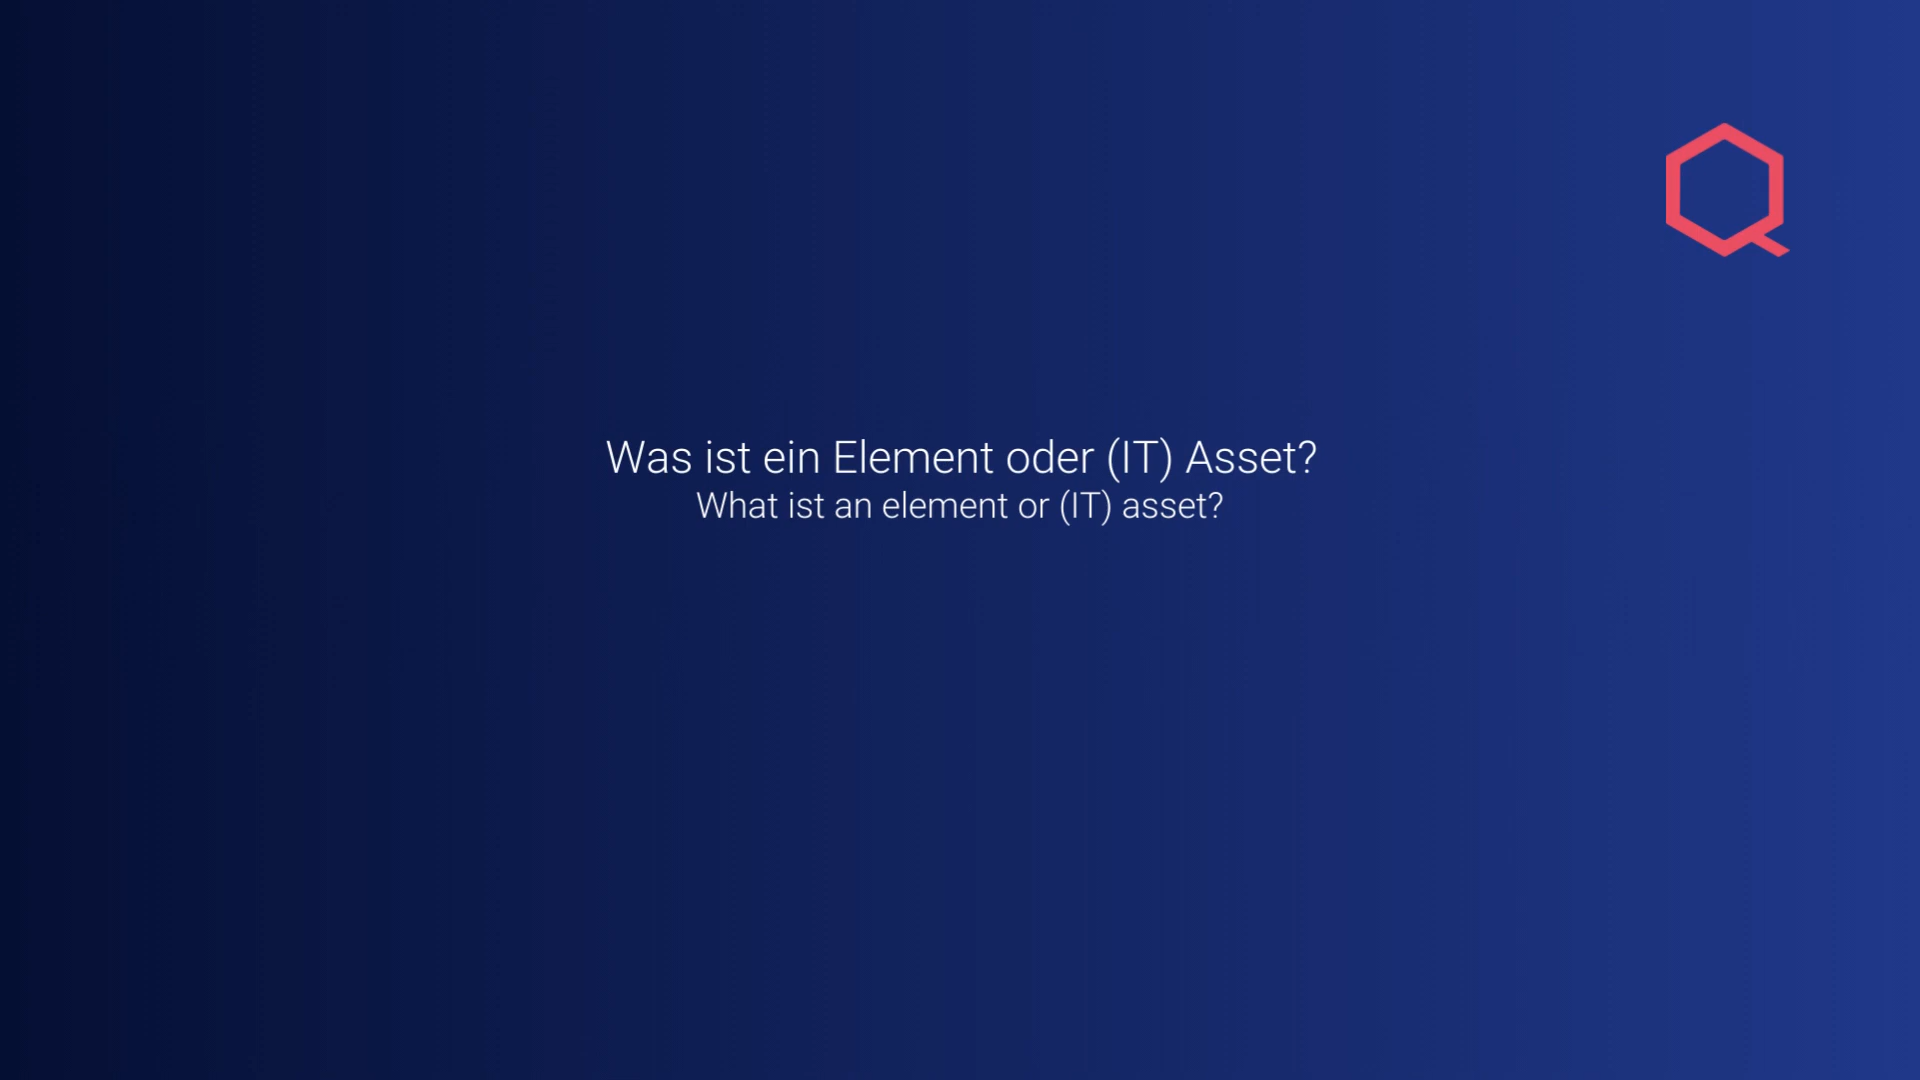 Was ist ein Element oder (IT) Asset?
What ist an element or (IT) asset?